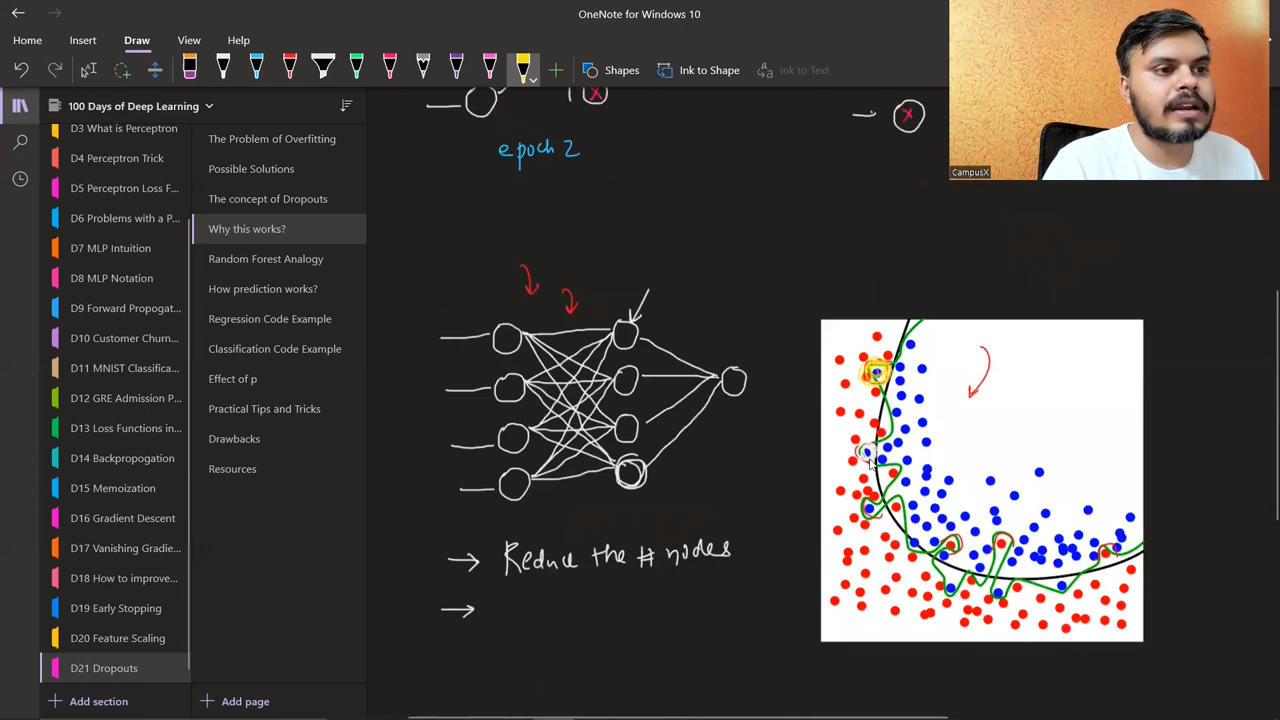 OneNote for Windows 10
Home
Insert
Draw
View
Help
Shapes
Ink to Shape
Ink to Text
100 Days of Deep Learning
D3 What is Perceptron
D4 Perceptron Trick
D5 Perceptron Loss F...
D6 Problems with a P...
D7 MLP Intuition
D8 MLP Notation
D9 Forward Propogat...
D10 Customer Churn...
D11 MNIST Classifica...
D12 GRE Admission P...
D13 Loss Functions in...
D14 Backpropogation
D15 Memoization
D16 Gradient Descent
D17 Vanishing Gradie...
D18 How to improve...
D19 Early Stopping
D20 Feature Scaling
D21 Dropouts
Add section
The Problem of Overfitting
Possible Solutions
The concept of Dropouts
Why this works?
Random Forest Analogy
How prediction works?
Regression Code Example
Classification Code Example
Effect of p
Practical Tips and Tricks
Drawbacks
Resources
Add page
epoch 2
→ Reduce the # nodes
→
CampusX